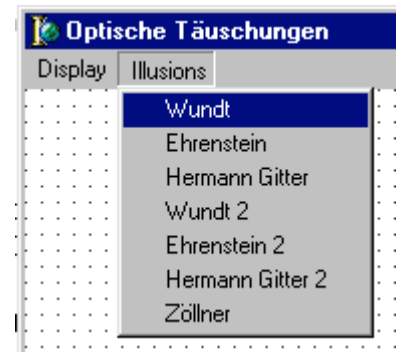 Optische Täuschungen
Display Illusions
Wundt
Ehrenstein
Hermann Gitter
Wundt 2
Ehrenstein 2
Hermann Gitter 2
Zöllner